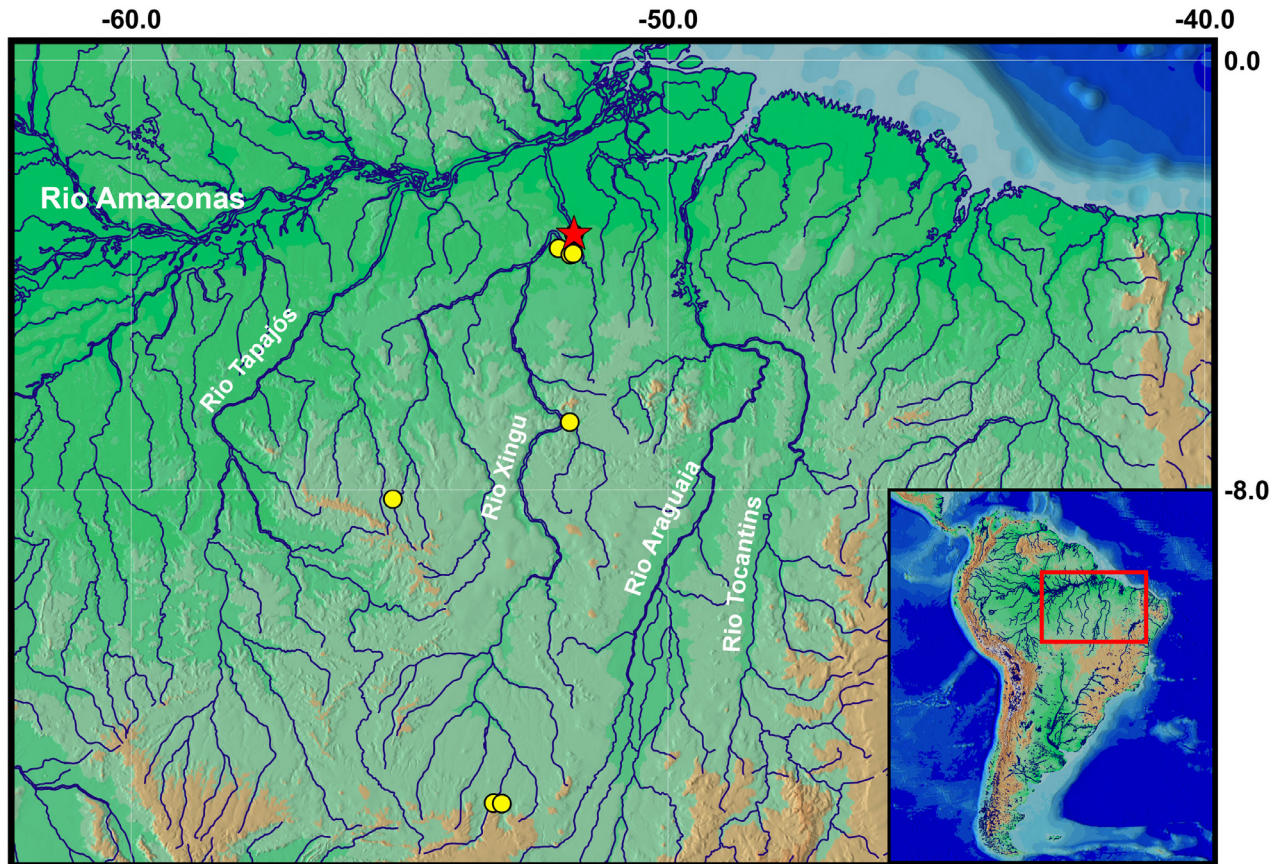 -60.0
-50.0
-40.0
0.0
Rio Amazonas
Rio Tapajós
Rio Xingu
Rio Araguaia
Rio Tocantins
-8.0